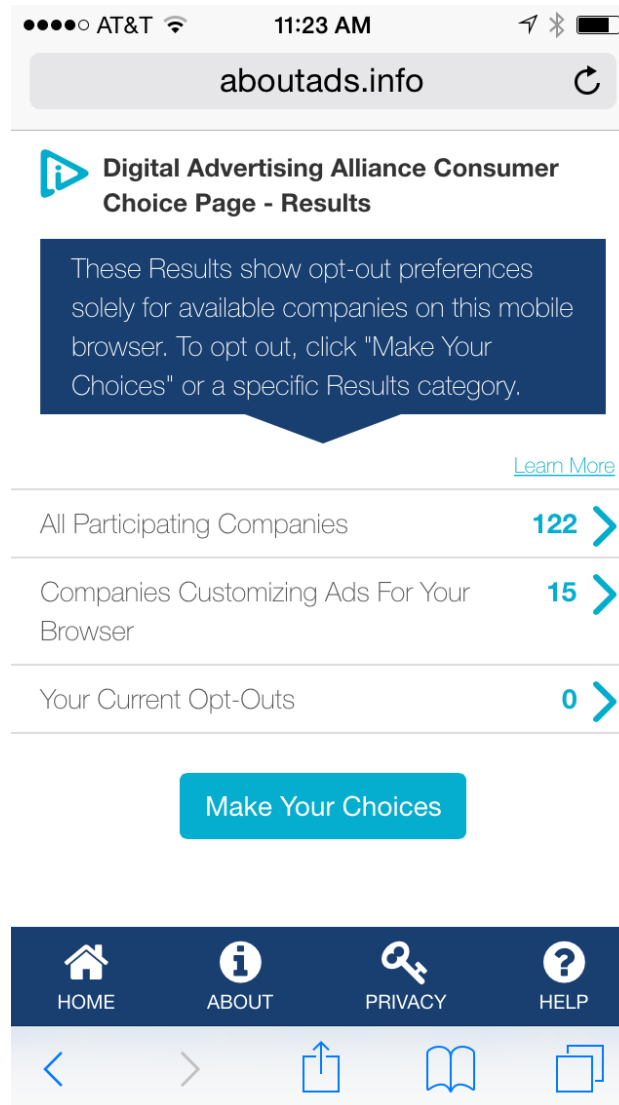 AT&T 11:23 AM
aboutads.info
Digital Advertising Alliance Consumer
Choice Page - Results
These Results show opt-out preferences
solely for available companies on this mobile
browser. To opt out, click "Make Your
Choices" or a specific Results category.
Learn More
All Participating Companies 122
Companies Customizing Ads For Your 15
Browser
Your Current Opt-Outs 0
Make Your Choices
HOME ABOUT PRIVACY HELP